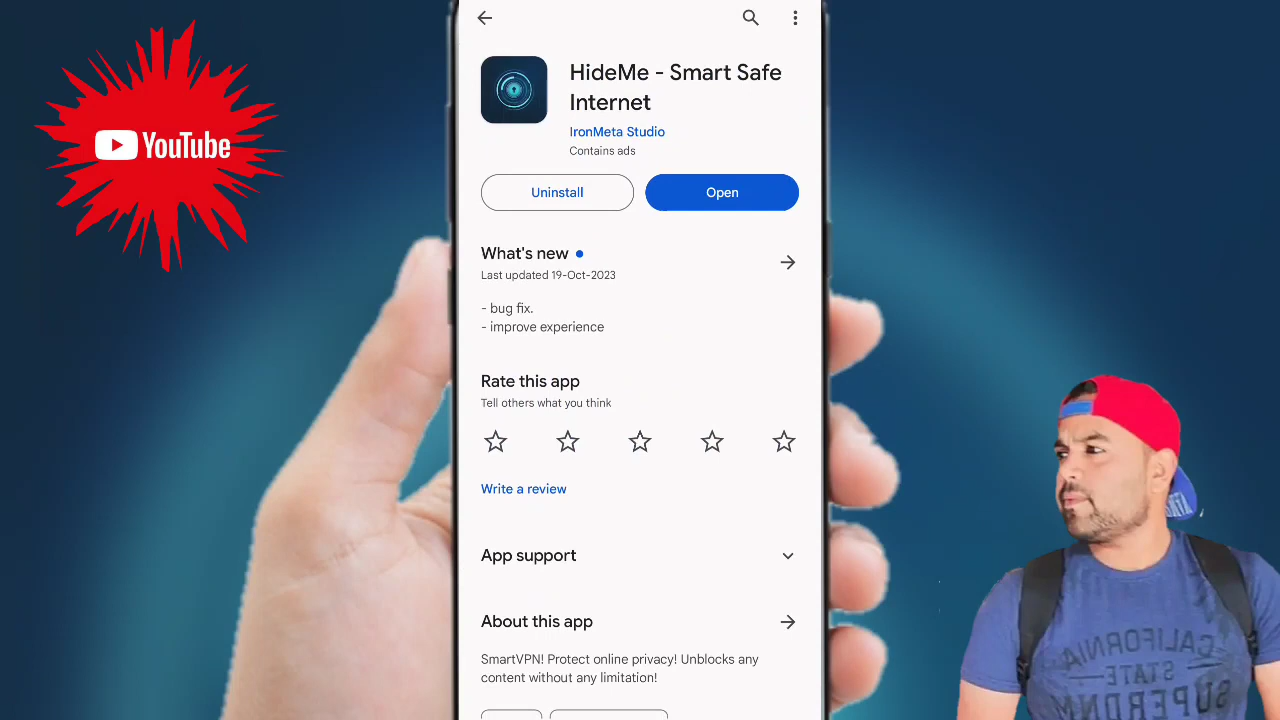 YouTube
HideMe - Smart Safe
Internet
IronMeta Studio
Contains ads
Uninstall
Open
What's new
Last updated 19-Oct-2023
- bug fix.
- improve experience
Rate this app
Tell others what you think
Write a review
App support
About this app
SmartVPN! Protect online privacy! Unblocks any
content without any limitation!
CALIFORNIA
STATE